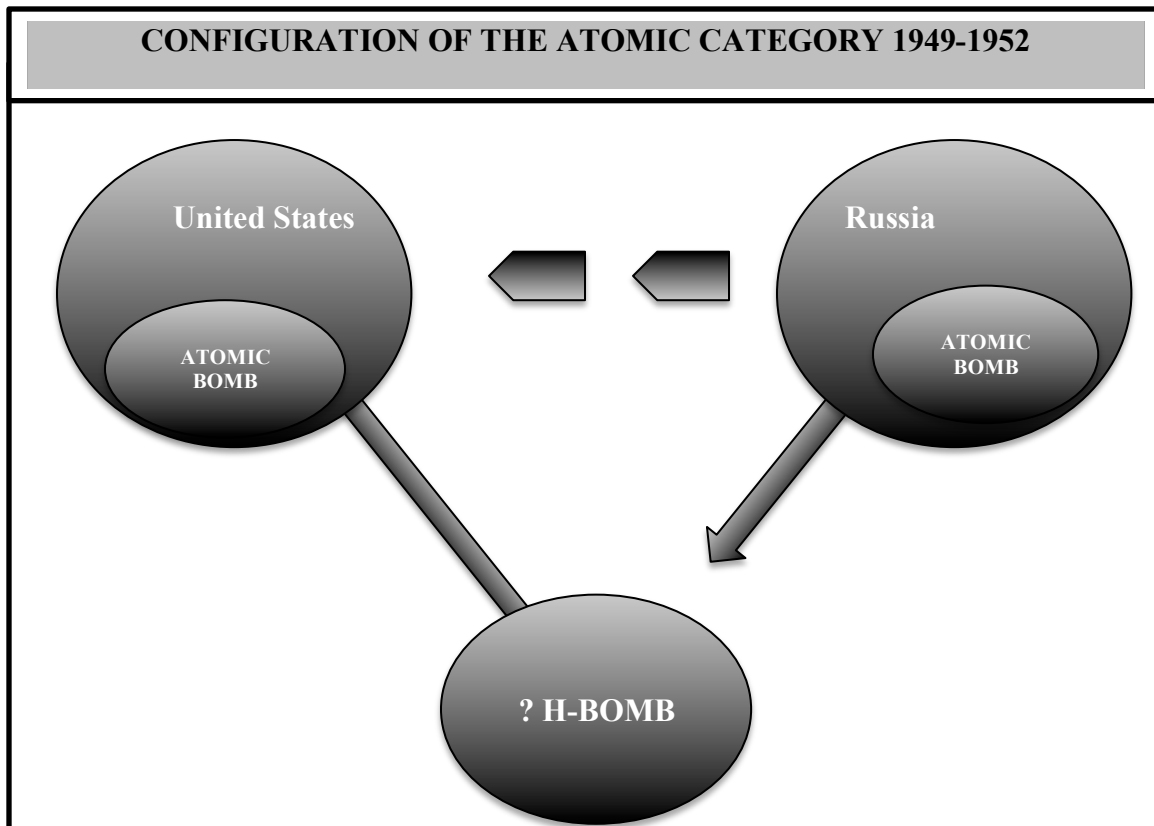 CONFIGURATION OF THE ATOMIC CATEGORY 1949-1952
United States
Russia
ATOMIC
BOMB
ATOMIC
BOMB
? H-BOMB